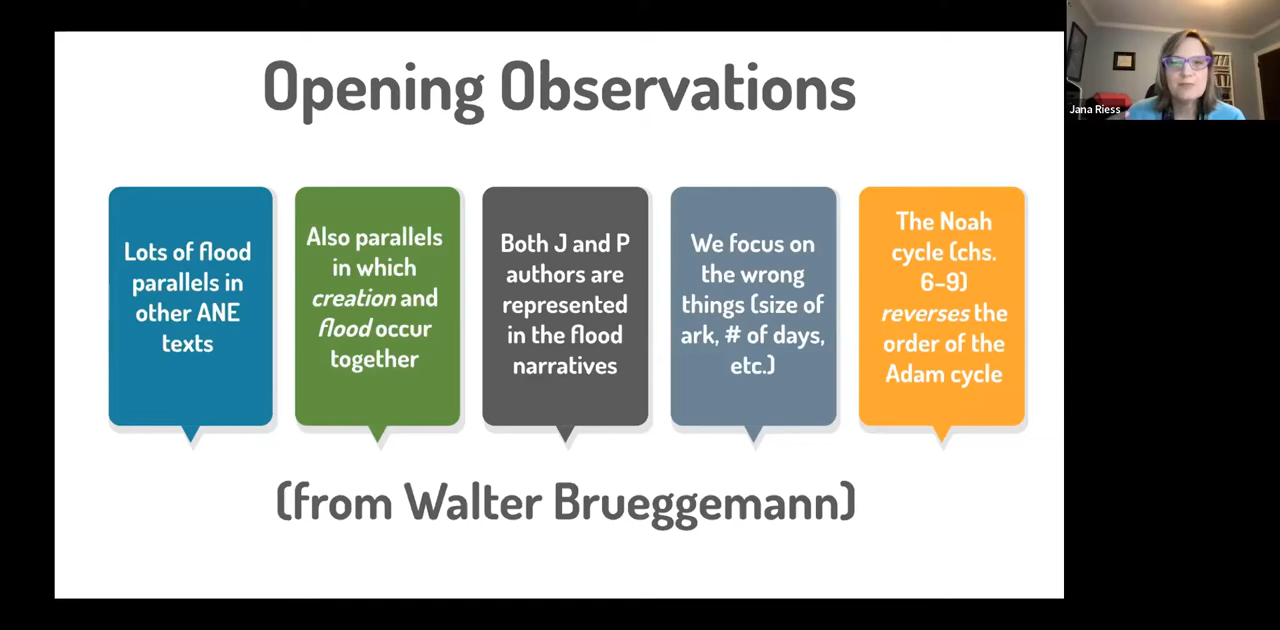 Opening Observations
Jana Riess
Lots of flood
parallels in
other ANE
texts
Also parallels
in which
creation and
flood occur
together
Both J and P
authors are
represented
in the flood
narratives
We focus on
the wrong
things (size of
ark, # of days,
etc.)
The Noah
cycle (chs.
6–9)
reverses the
order of the
Adam cycle
(from Walter Brueggemann)